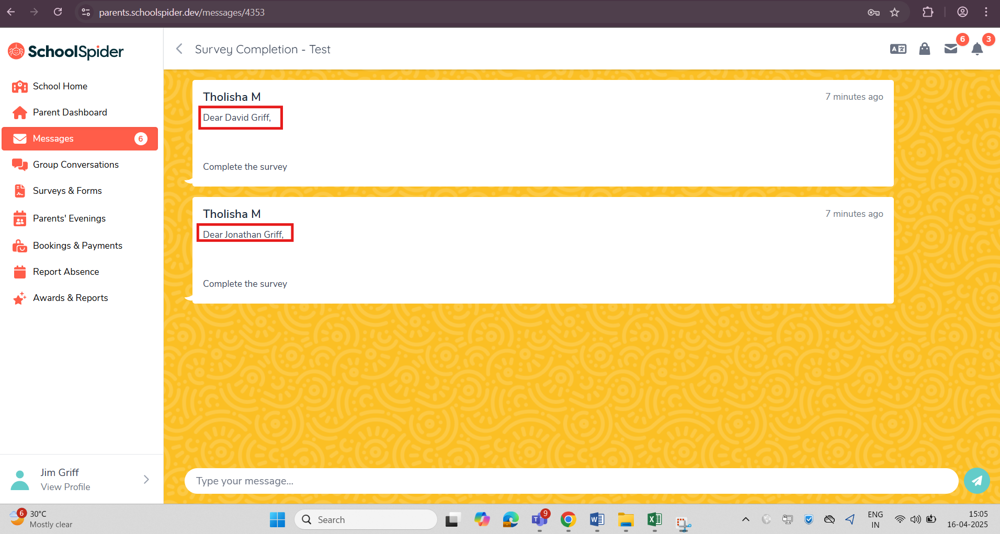 parents.schoolspider.dev/messages/4353
SchoolSpider
Survey Completion - Test
6
3
School Home
Parent Dashboard
Messages
6
Group Conversations
Surveys & Forms
Parents' Evenings
Bookings & Payments
Report Absence
Awards & Reports
Tholisha M
7 minutes ago
Dear David Griff,
Complete the survey
Tholisha M
7 minutes ago
Dear Jonathan Griff,
Complete the survey
Jim Griff
View Profile
Type your message...
6
30°C
Mostly clear
Search
9
ENG
IN
15:05
16-04-2025